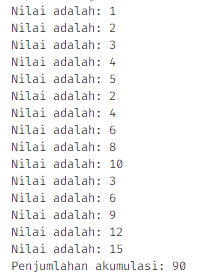 Nilai adalah: 1
Nilai adalah: 2
Nilai adalah: 3
Nilai adalah: 4
Nilai adalah: 5
Nilai adalah: 2
Nilai adalah: 4
Nilai adalah: 6
Nilai adalah: 8
Nilai adalah: 10
Nilai adalah: 3
Nilai adalah: 6
Nilai adalah: 9
Nilai adalah: 12
Nilai adalah: 15
Penjumlahan akumulasi: 90